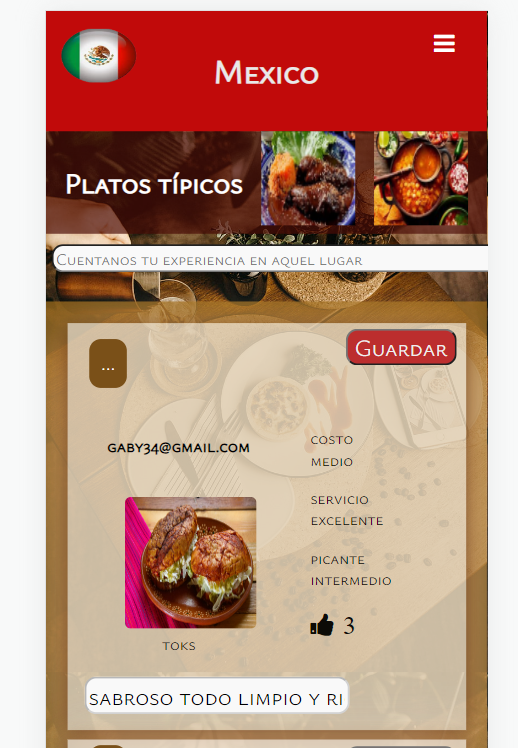 Mexico
Platos típicos
Cuentanos tu experiencia en aquel lugar
Guardar
...
gaby34@gmail.com
costo
medio
servicio
excelente
picante
intermedio
3
toks
sabroso todo limpio y ri